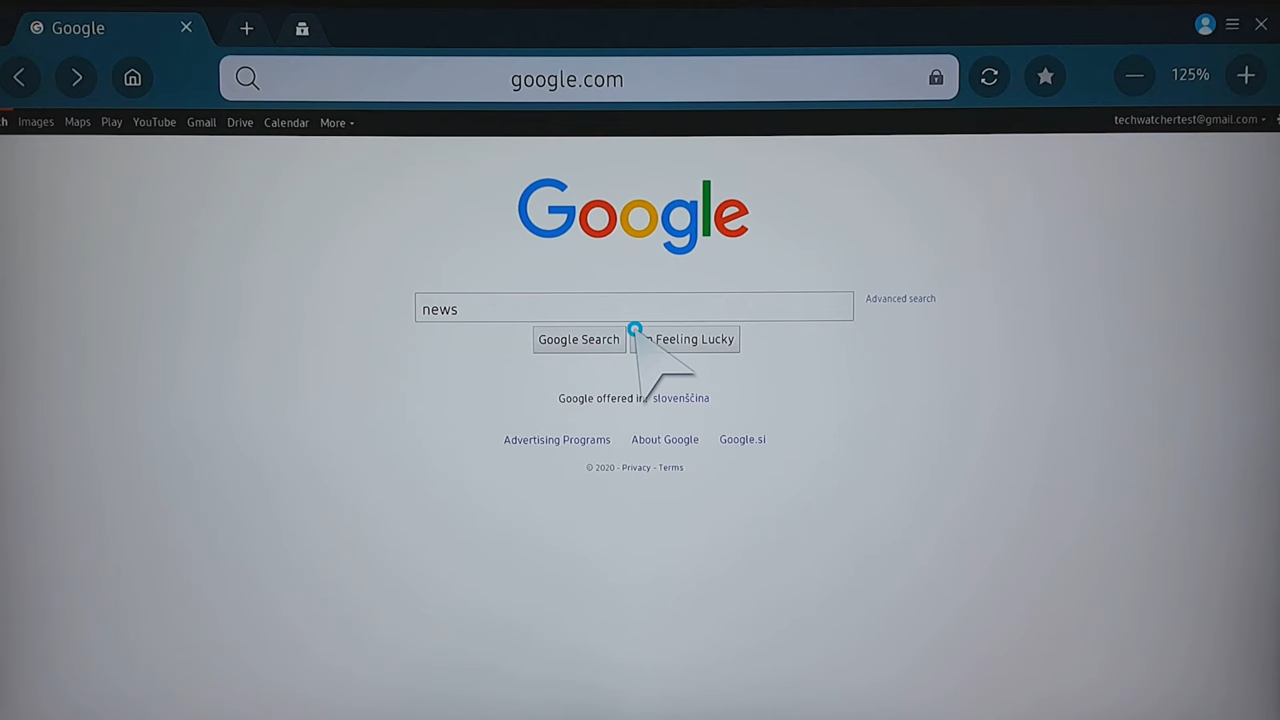 Google
google.com
125%
Images Maps Play YouTube Gmail Drive Calendar More
techwatchertest@gmail.com
Google
news
Advanced search
Google Search Feeling Lucky
Google offered in slovenščina
Advertising Programs About Google Google.si
© 2020 - Privacy - Terms